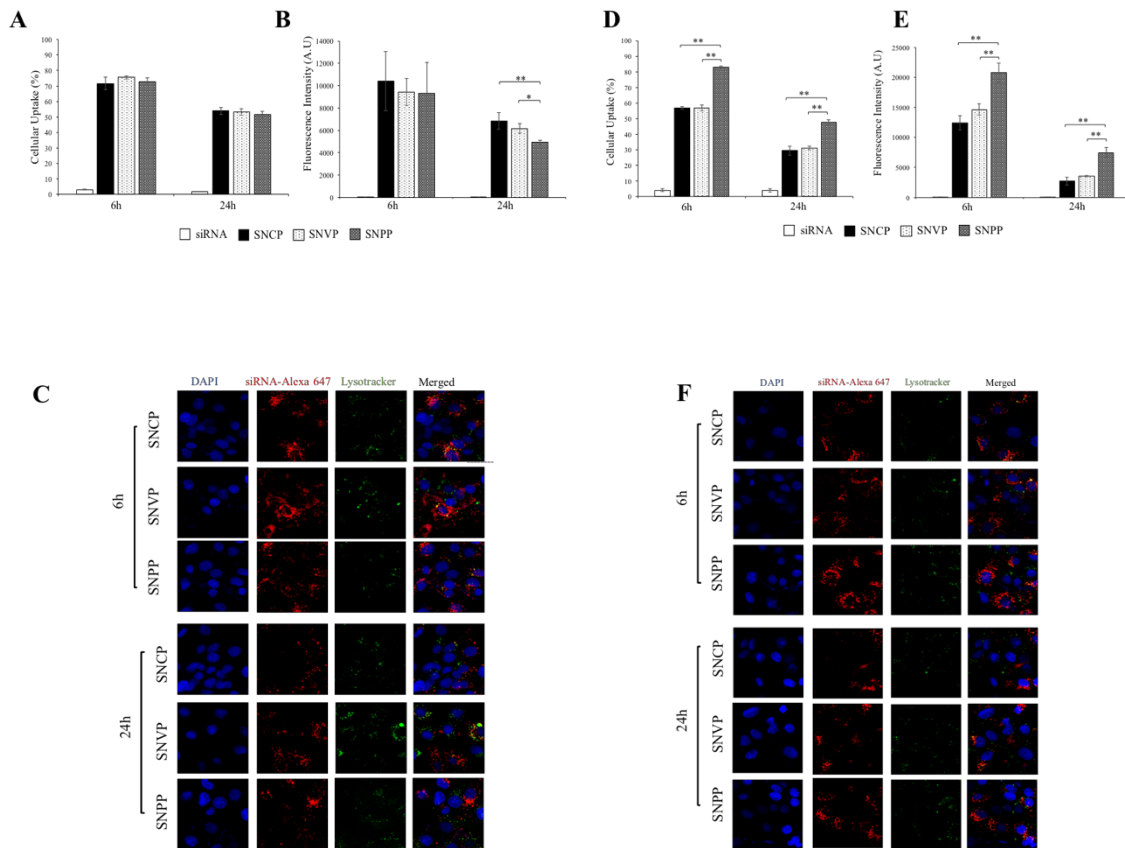 A
B
D
E
Cellular Uptake (%)
100
90
80
70
60
50
40
30
20
10
0
6h
24h
Fluorescence Intensity (A.U)
14000
12000
10000
8000
6000
4000
2000
0
**
*
6h
24h
siRNA SNCP SNVP SNPP
Cellular Uptake (%)
100
90
80
70
60
50
40
30
20
10
0
**
**
**
**
6h
24h
Fluorescence Intensity (A.U)
25000
20000
15000
10000
5000
0
**
**
**
**
6h
24h
siRNA SNCP SNVP SNPP
C
DAPI siRNA-Alexa 647 Lysotracker Merged
6h
SNCP
SNVP
SNPP
24h
SNCP
SNVP
SNPP
F
DAPI siRNA-Alexa 647 Lysotracker Merged
6h
SNCP
SNVP
SNPP
24h
SNCP
SNVP
SNPP